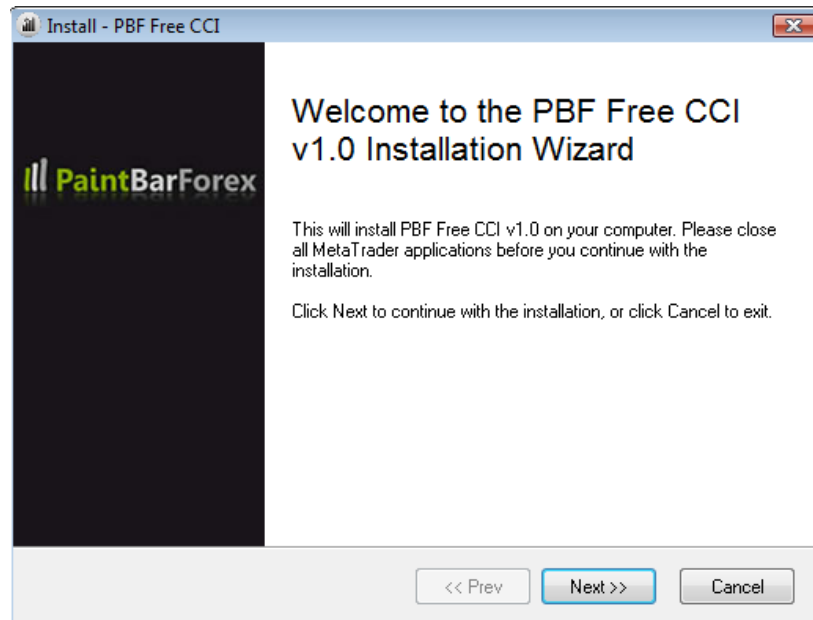 Install - PBF Free CCI
PaintBarForex
Welcome to the PBF Free CCI
v1.0 Installation Wizard
This will install PBF Free CCI v1.0 on your computer. Please close
all MetaTrader applications before you continue with the
installation.
Click Next to continue with the installation, or click Cancel to exit.
<< Prev
Next >>
Cancel